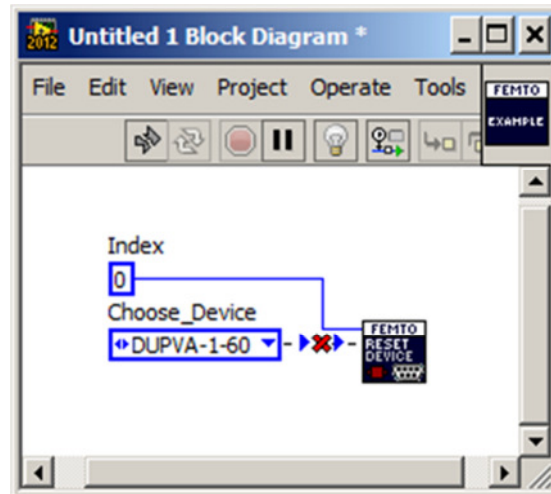 2012 Untitled 1 Block Diagram *
File Edit View Project Operate Tools
FEMTO
EXAMPLE
Index
0
Choose_Device
DUPVA-1-60
FEMTO
RESET
DEVICE